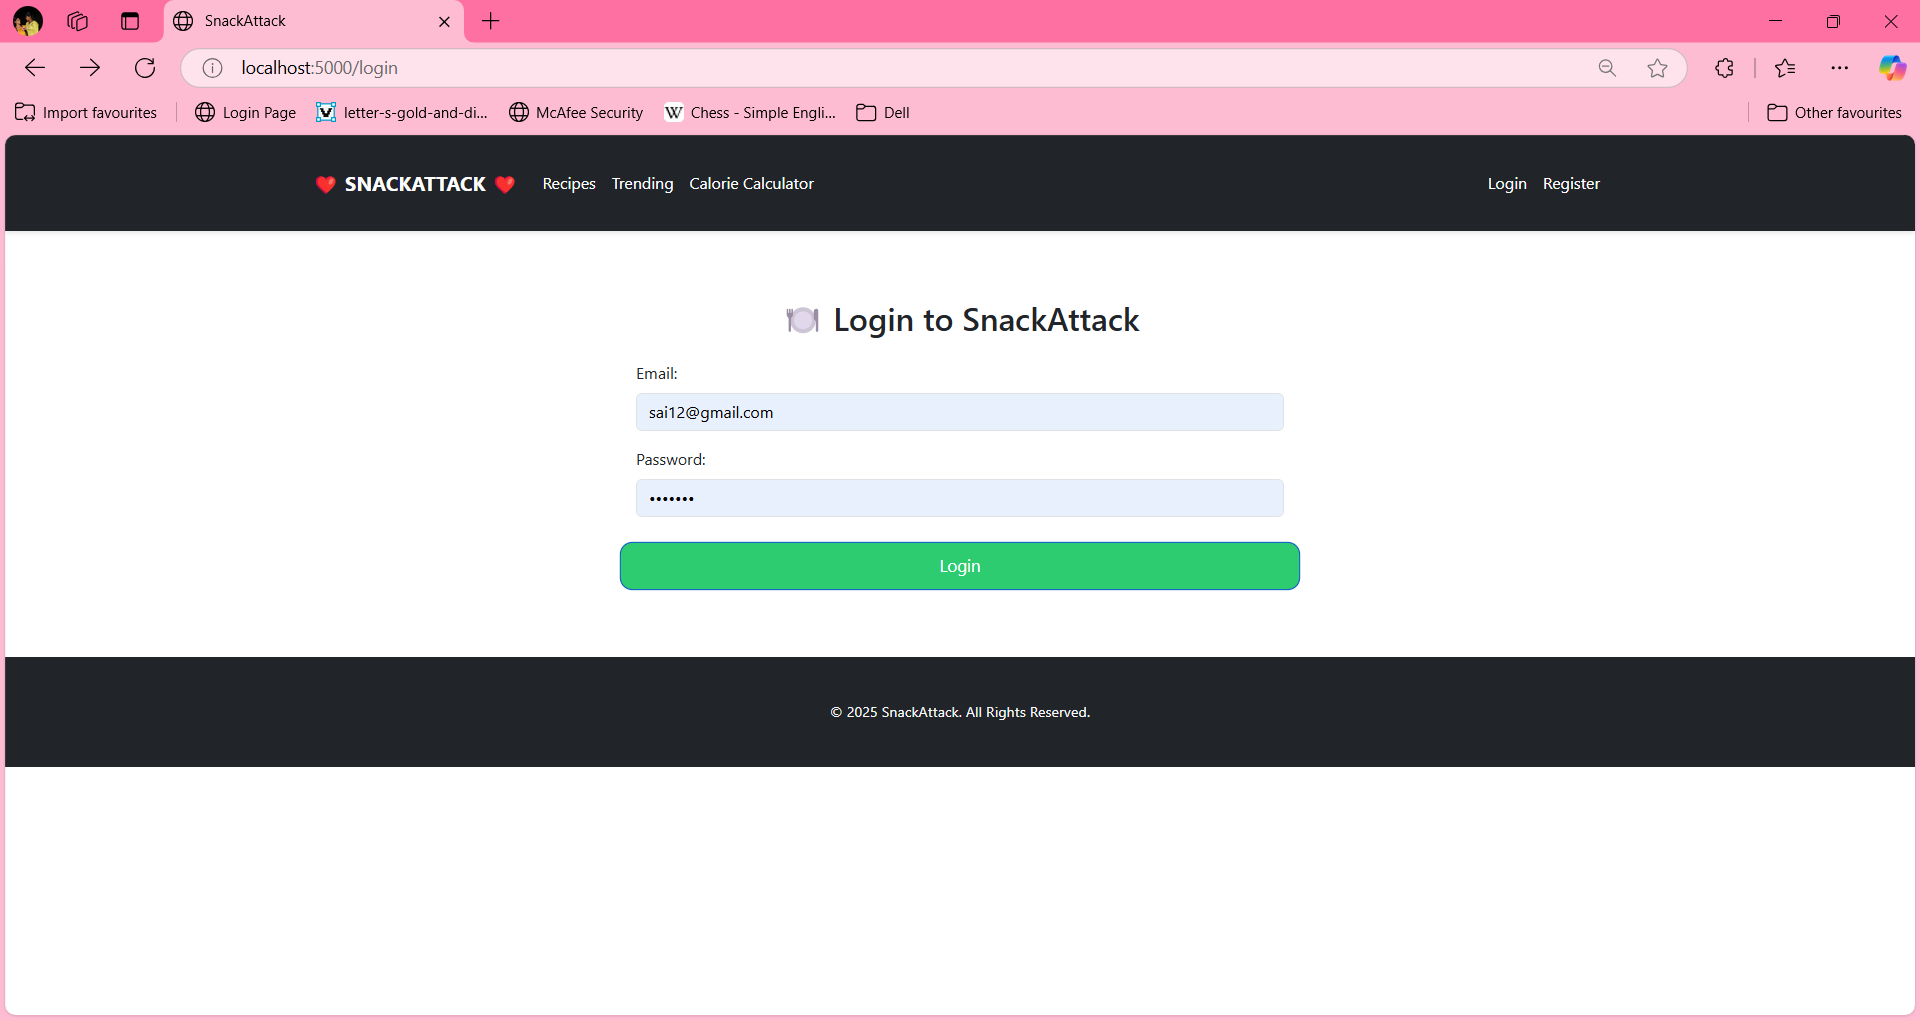 SnackAttack
localhost:5000/login
Import favourites
Login Page
letter-s-gold-and-di...
McAfee Security
W Chess - Simple Engli...
Dell
Other favourites
❤️ SNACKATTACK ❤️
Recipes
Trending
Calorie Calculator
Login
Register
🍽️ Login to SnackAttack
Email:
sai12@gmail.com
Password:
•••••••
Login
© 2025 SnackAttack. All Rights Reserved.